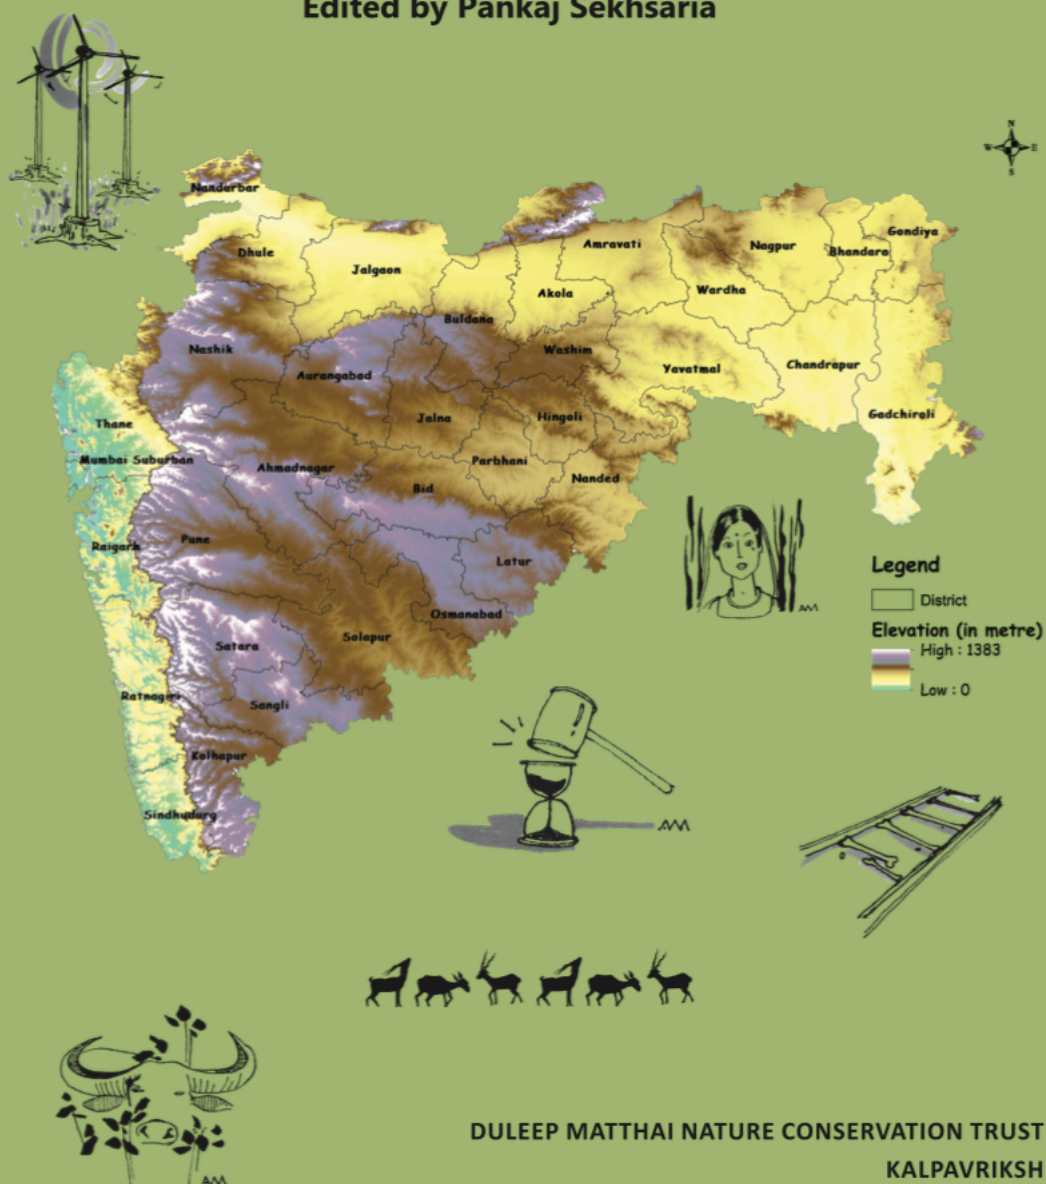 Edited by Pankaj Sekhsaria
N
W E
S
Nandarbar
Dhule
Jalgaon
Amravati
Nagpur
Bhandara
Gondiya
Akola
Wardha
Buldana
Nashik
Washim
Aurangabad
Yavatmal
Chandrapur
Jalna
Hingoli
Gadchiroli
Thane
Mumbai Suburban
Ahmadnagar
Parbhani
Nanded
Bid
Raigarh
Pune
Latur
Osmanabad
Solapur
Satara
Ratnagiri
Sangli
Kolhapur
Sindhudurg
Legend
District
Elevation (in metre)
High : 1383
Low : 0
DULEEP MATTHAI NATURE CONSERVATION TRUST
KALPAVRIKSH